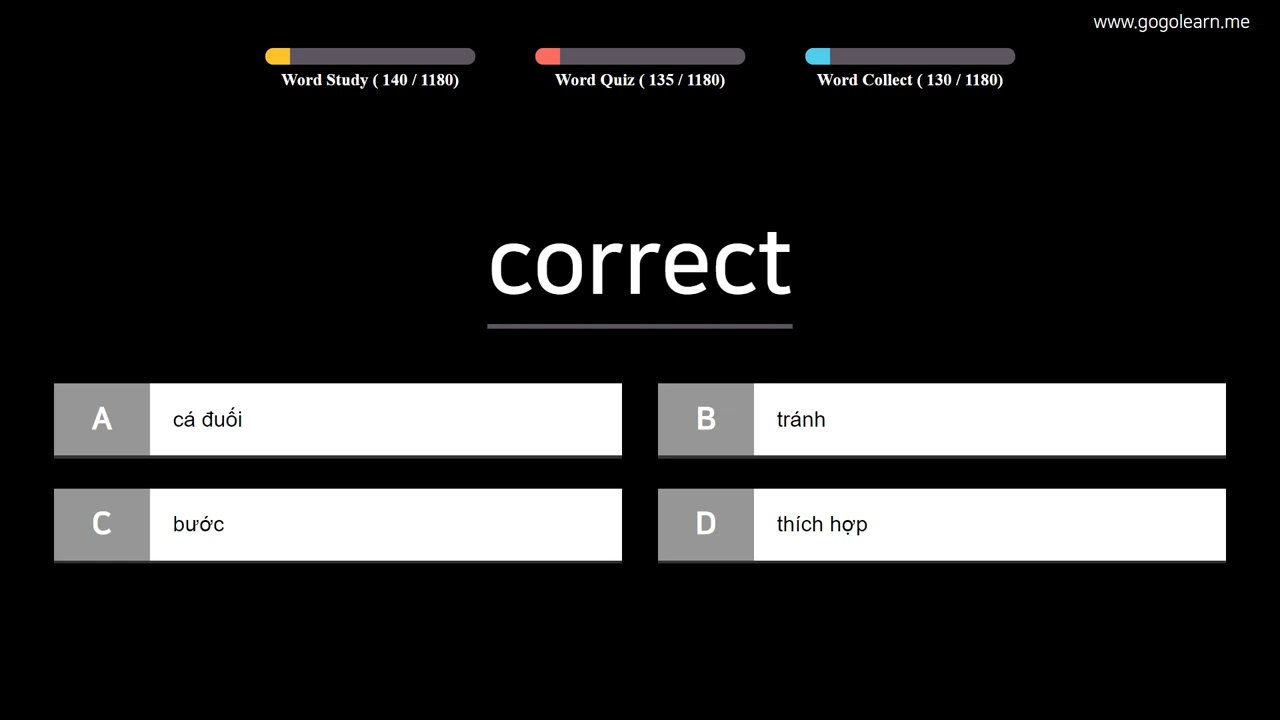 www.gogolearn.me
Word Study ( 140 / 1180)
Word Quiz ( 135 / 1180)
Word Collect ( 130 / 1180)
correct
A
cá đuối
B
tránh
C
bước
D
thích hợp